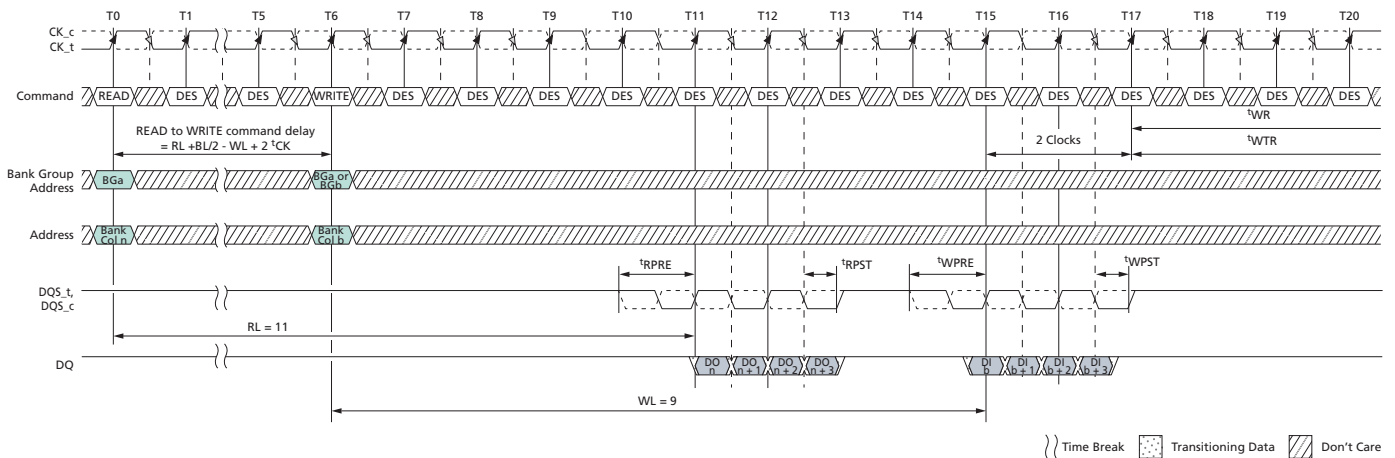 T0 T1 T5 T6 T7 T8 T9 T10 T11 T12 T13 T14 T15 T16 T17 T18 T19 T20
CK_c
CK_t
Command READ DES DES WRITE DES DES DES DES DES DES DES DES DES DES DES DES DES DES
READ to WRITE command delay
= RL +BL/2 - WL + 2 tCK
tWR
2 Clocks tWTR
Bank Group
Address
BGa
BGa or
BGb
Address
Bank
Col n
Bank
Col b
tRPRE tRPST tWPRE tWPST
DQS_t,
DQS_c
RL = 11
DQ
DO
n
DO
n + 1
DO
n + 2
DO
n + 3
DI
b
DI
b + 1
DI
b + 2
DI
b + 3
WL = 9
Time Break Transitioning Data Don't Care